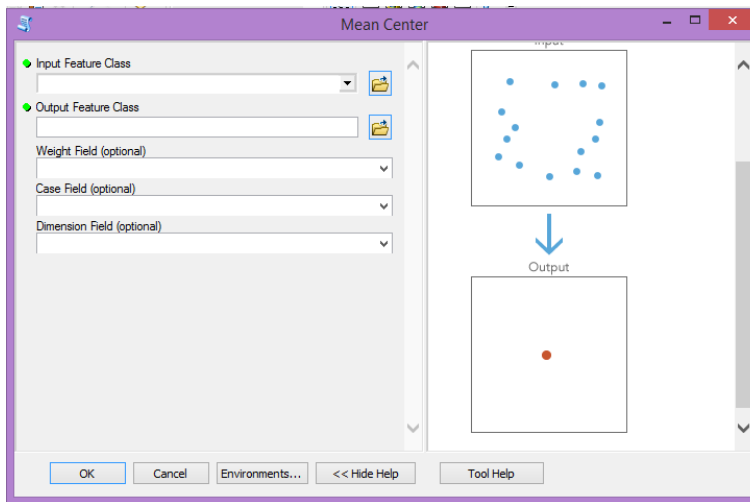 Mean Center
Input Feature Class
Output Feature Class
Weight Field (optional)
Case Field (optional)
Dimension Field (optional)
Input
Output
OK
Cancel
Environments...
<< Hide Help
Tool Help